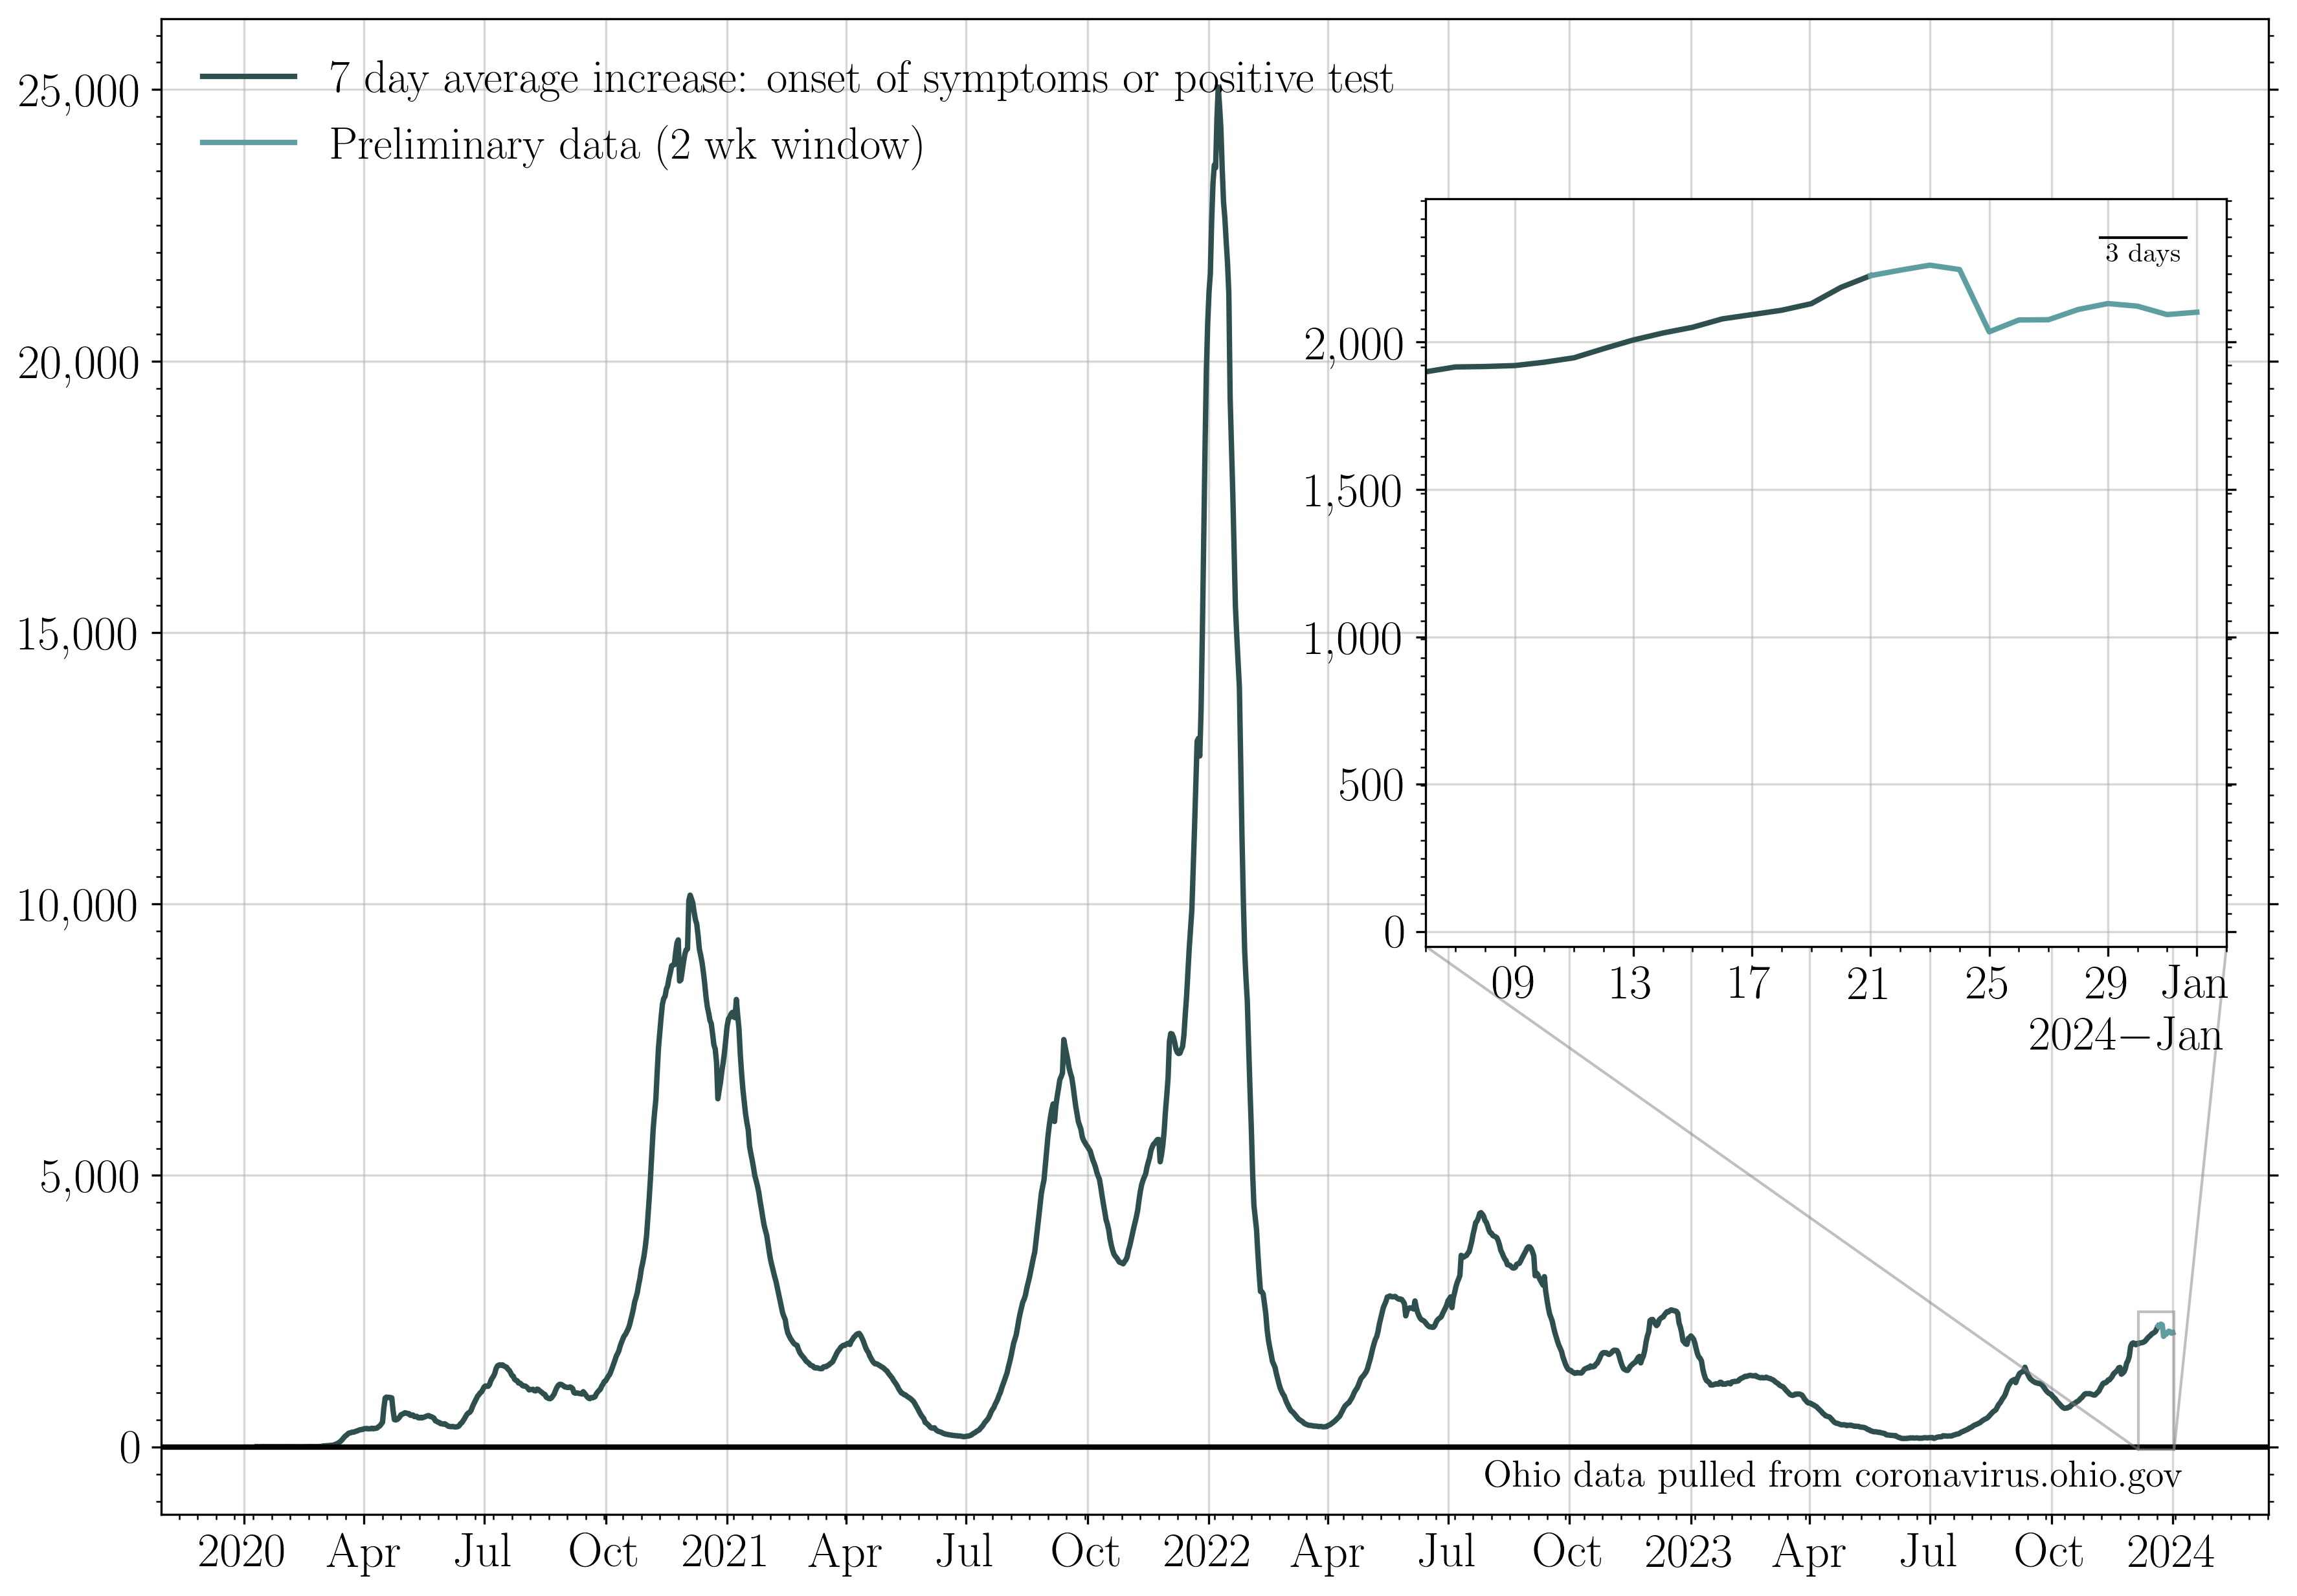 7 day average increase: onset of symptoms or positive test
Preliminary data (2 wk window)
25,000
20,000
15,000
10,000
5,000
0
3 days
2,000
1,500
1,000
500
0
09 13 17 21 25 29 Jan
2024−Jan
Ohio data pulled from coronavirus.ohio.gov
2020 Apr Jul Oct 2021 Apr Jul Oct 2022 Apr Jul Oct 2023 Apr Jul Oct 2024